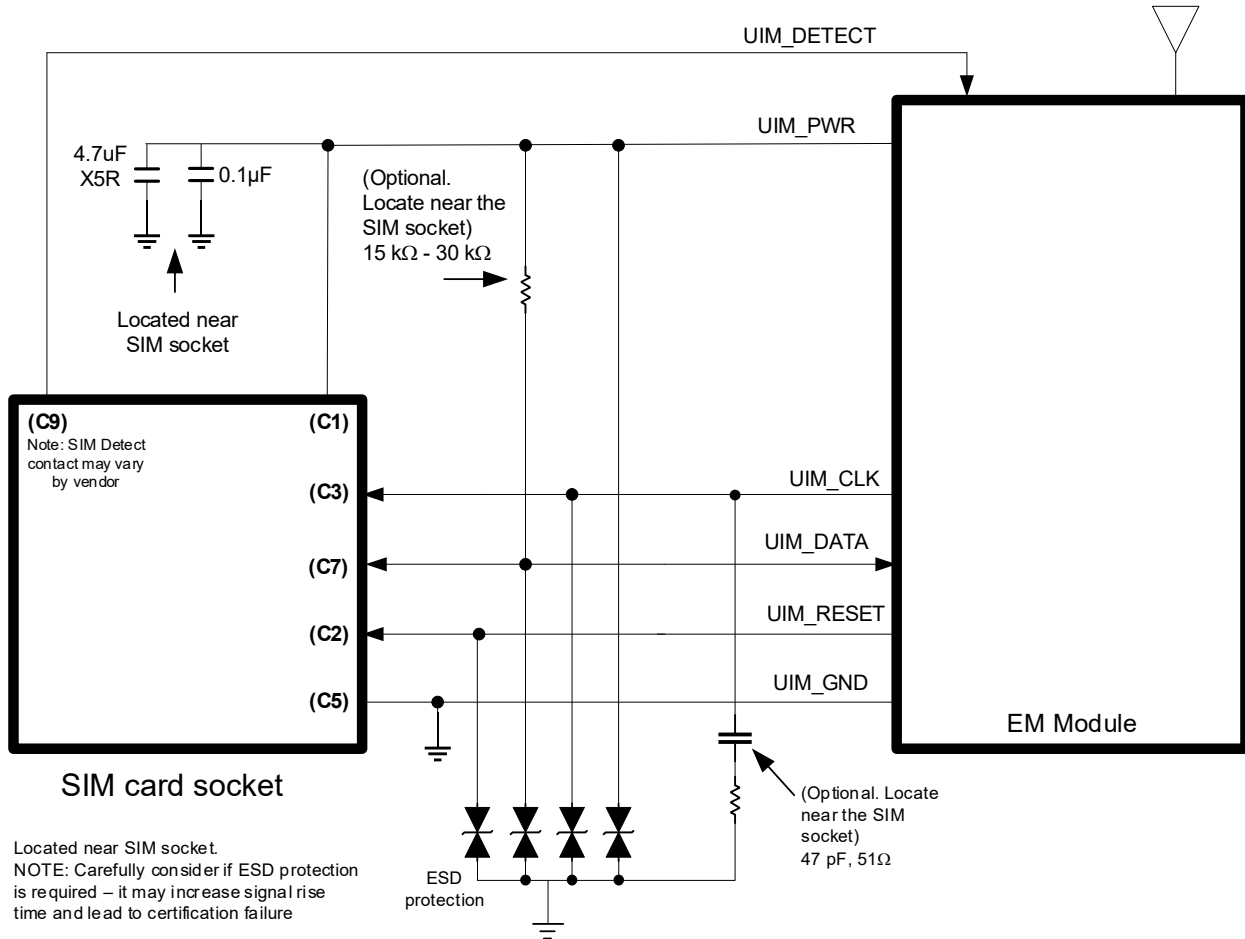 UIM_DETECT
UIM_PWR
4.7uF
X5R
0.1µF
(Optional.
Locate near the
SIM socket)
15 kΩ - 30 kΩ
Located near
SIM socket
(C9)
Note: SIM Detect
contact may vary
by vendor
(C1)
(C3)
UIM_CLK
(C7)
UIM_DATA
(C2)
UIM_RESET
(C5)
UIM_GND
EM Module
SIM card socket
(Optional. Locate
near the SIM
socket)
47 pF, 51Ω
Located near SIM socket.
NOTE: Carefully consider if ESD protection
is required – it may increase signal rise
time and lead to certification failure
ESD
protection